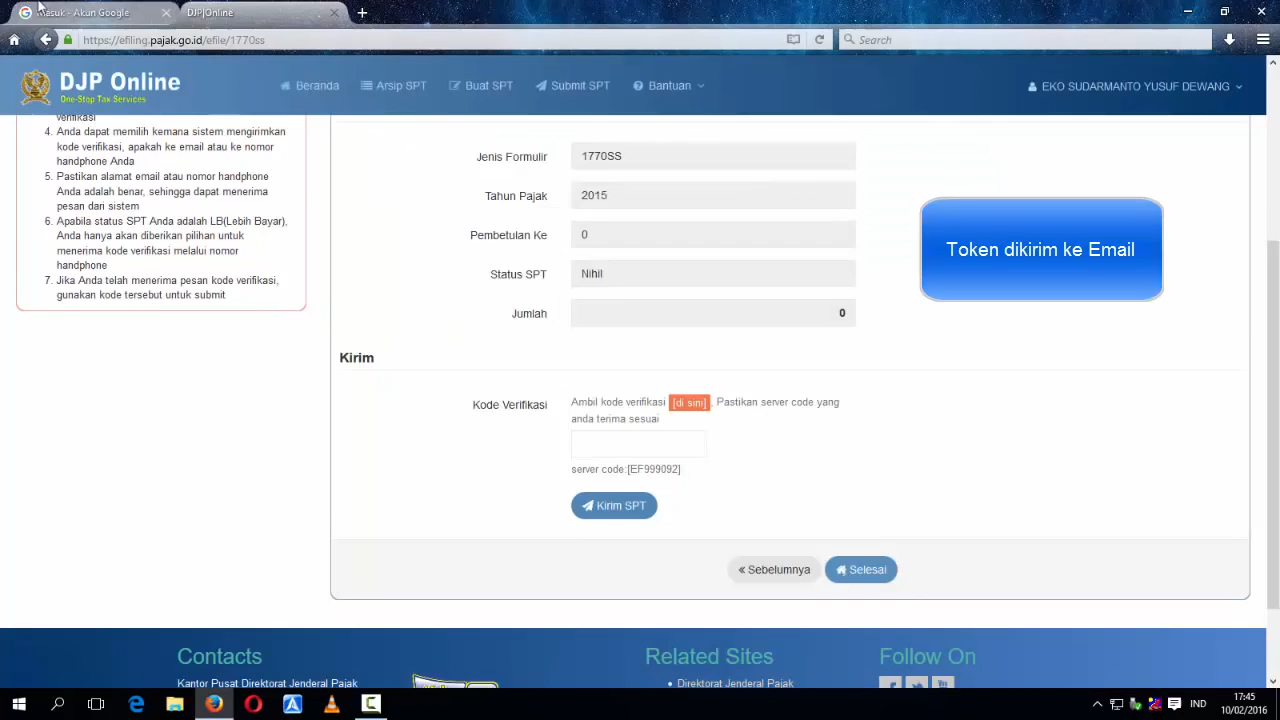 Masuk - Akun Google
DJP|Online
https://efiling.pajak.go.id/efile/1770ss
Search
DJP Online
One-Stop Tax Services
Beranda
Arsip SPT
Buat SPT
Submit SPT
Bantuan
EKO SUDARMANTO YUSUF DEWANG
verifikasi
4. Anda dapat memilih kemana sistem mengirimkan
kode verifikasi, apakah ke email atau ke nomor
handphone Anda
5. Pastikan alamat email atau nomor handphone
Anda adalah benar, sehingga dapat menerima
pesan dari sistem
6. Apabila status SPT Anda adalah LB(Lebih Bayar),
Anda hanya akan diberikan pilihan untuk
menerima kode verifikasi melalui nomor
handphone
7. Jika Anda telah menerima pesan kode verifikasi,
gunakan kode tersebut untuk submit
Jenis Formulir 1770SS
Tahun Pajak 2015
Pembetulan Ke 0
Status SPT Nihil
Jumlah 0
Token dikirim ke Email
Kirim
Kode Verifikasi
Ambil kode verifikasi [di sini]. Pastikan server code yang
anda terima sesuai
server code:[EF999092]
Kirim SPT
« Sebelumnya
Selesai
Contacts
Kantor Pusat Direktorat Jenderal Pajak
Related Sites
Direktorat Jenderal Pajak
Follow On
IND
17:45
10/02/2016